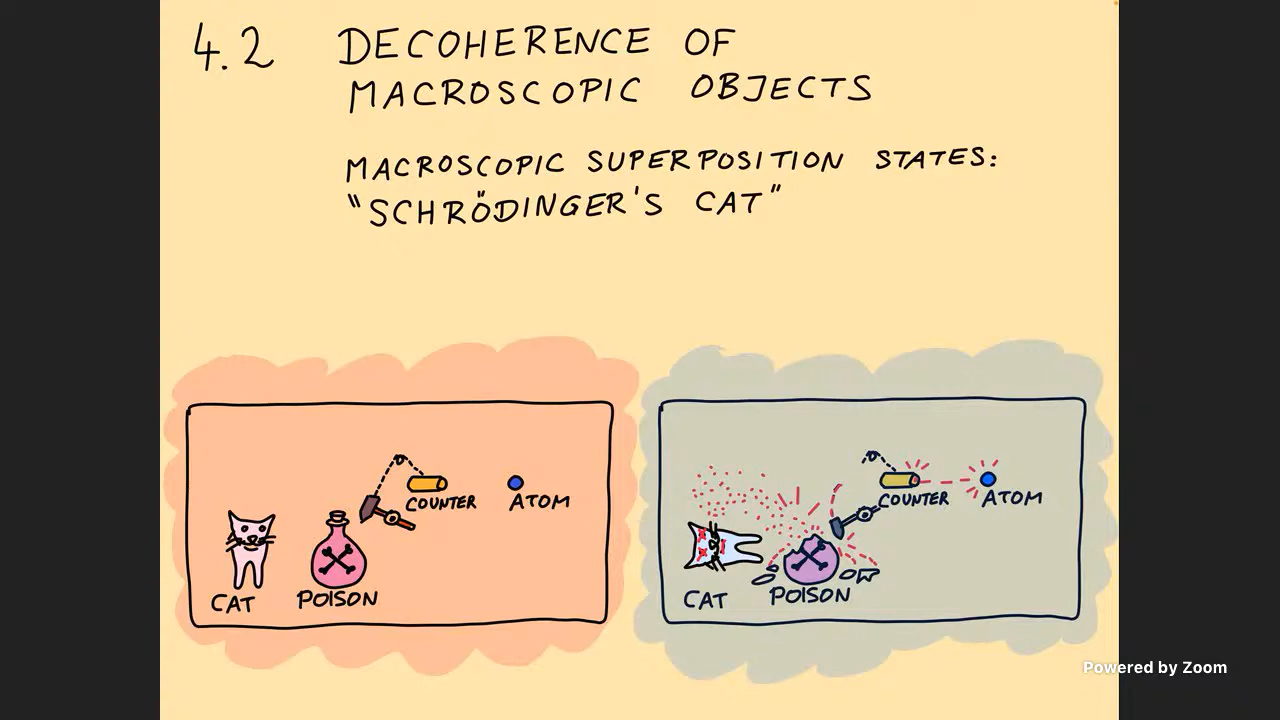 4.2 DECOHERENCE OF
MACROSCOPIC OBJECTS
MACROSCOPIC SUPERPOSITION STATES:
"SCHRÖDINGER'S CAT"
COUNTER
ATOM
CAT
POISON
COUNTER
ATOM
CAT
POISON
Powered by Zoom